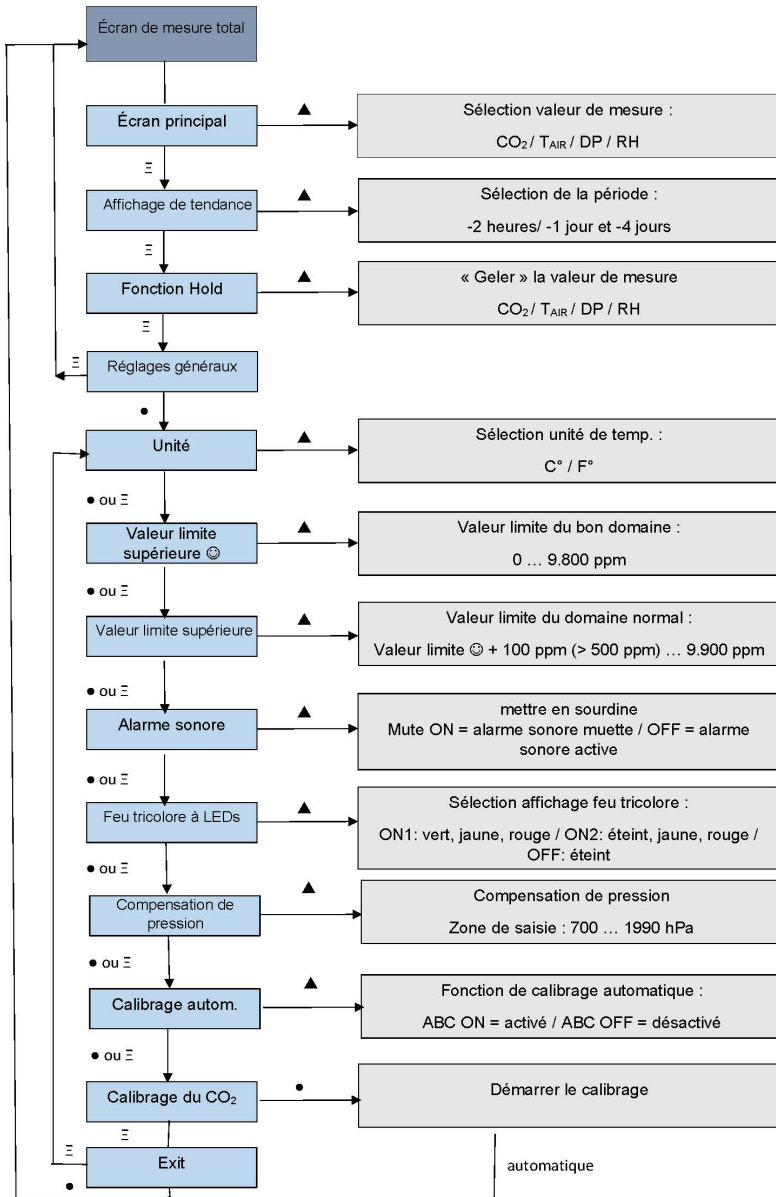 Écran de mesure total
▲
Écran principal
Sélection valeur de mesure :
CO₂ / TAIR / DP / RH
Ξ
▲
Affichage de tendance
Sélection de la période :
-2 heures/ -1 jour et -4 jours
Ξ
▲
Fonction Hold
« Geler » la valeur de mesure
CO₂ / TAIR / DP / RH
Ξ
Ξ
Réglages généraux
●
▲
Unité
Sélection unité de temp. :
C° / F°
● ou Ξ
▲
Valeur limite
supérieure ☺
Valeur limite du bon domaine :
0 … 9.800 ppm
● ou Ξ
▲
Valeur limite supérieure
Valeur limite du domaine normal :
Valeur limite ☺ + 100 ppm (> 500 ppm) … 9.900 ppm
● ou Ξ
▲
Alarme sonore
mettre en sourdine
Mute ON = alarme sonore muette / OFF = alarme
sonore active
● ou Ξ
▲
Feu tricolore à LEDs
Sélection affichage feu tricolore :
ON1: vert, jaune, rouge / ON2: éteint, jaune, rouge /
OFF: éteint
● ou Ξ
▲
Compensation de
pression
Compensation de pression
Zone de saisie : 700 … 1990 hPa
● ou Ξ
▲
Calibrage autom.
Fonction de calibrage automatique :
ABC ON = activé / ABC OFF = désactivé
● ou Ξ
●
Calibrage du CO₂
Démarrer le calibrage
Ξ
Ξ
Exit
automatique
●